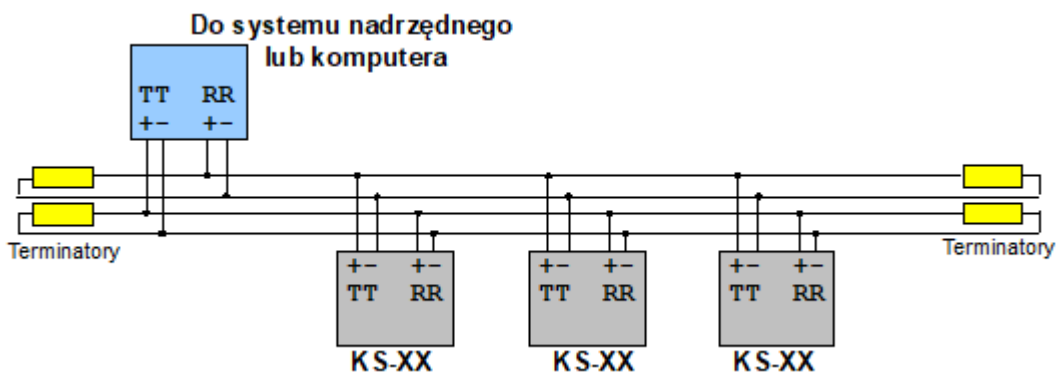 Do systemu nadrzędnego
lub komputera
TT RR
+- +-
Terminatory
Terminatory
+- +- +- +- +- +-
TT RR TT RR TT RR
KS-XX KS-XX KS-XX